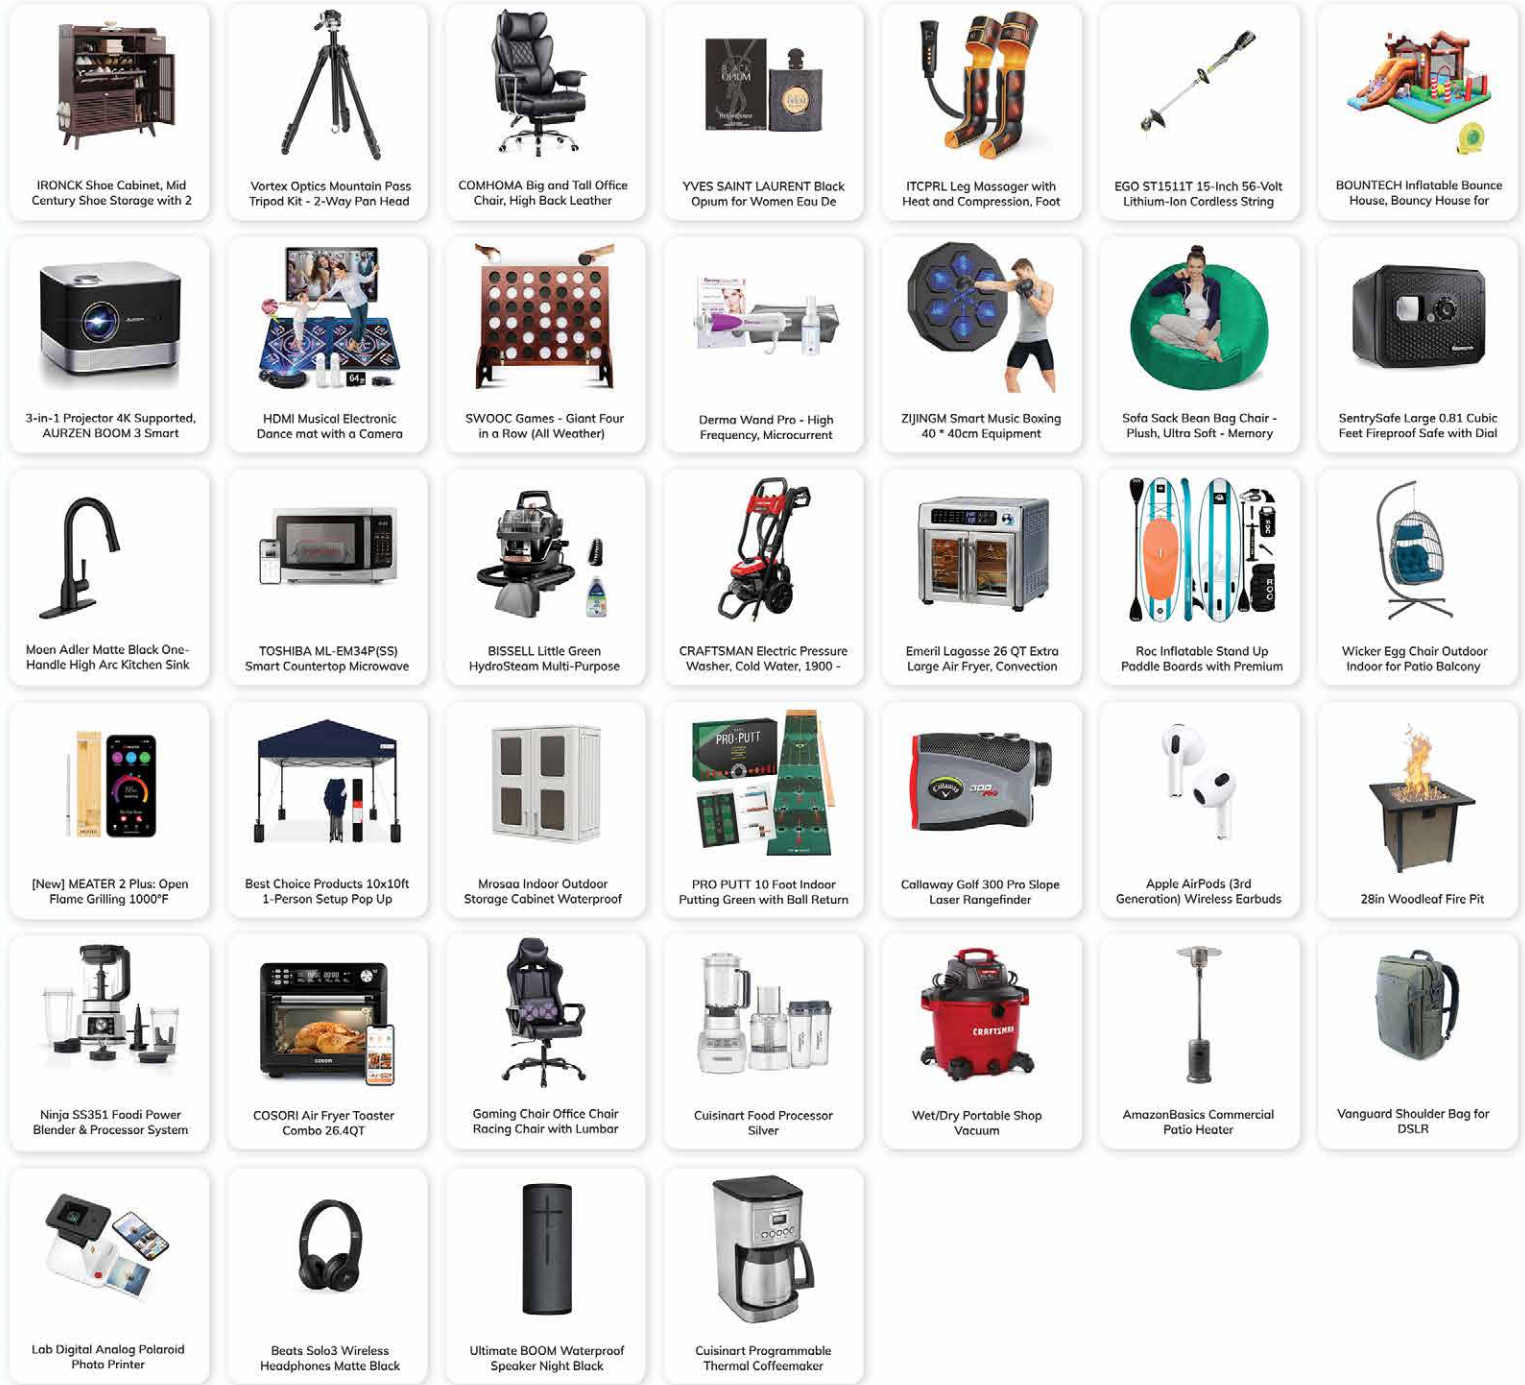 BLACK
OPIUM
YVES SAINT LAURENT
IRONCK Shoe Cabinet, Mid
Century Shoe Storage with 2
Vortex Optics Mountain Pass
Tripod Kit - 2-Way Pan Head
COMHOMA Big and Tall Office
Chair, High Back Leather
YVES SAINT LAURENT Black
Opium for Women Eau De
ITCPRL Leg Massager with
Heat and Compression, Foot
EGO ST1511T 15-Inch 56-Volt
Lithium-Ion Cordless String
BOUNTECH Inflatable Bounce
House, Bouncy House for
64
3-in-1 Projector 4K Supported,
AURZEN BOOM 3 Smart
HDMI Musical Electronic
Dance mat with a Camera
SWOOC Games - Giant Four
in a Row (All Weather)
Derma Wand Pro - High
Frequency, Microcurrent
ZIJINGM Smart Music Boxing
40 * 40cm Equipment
Sofa Sack Bean Bag Chair -
Plush, Ultra Soft - Memory
SentrySafe Large 0.81 Cubic
Feet Fireproof Safe with Dial
ROC
Moen Adler Matte Black One-
Handle High Arc Kitchen Sink
TOSHIBA ML-EM34P(SS)
Smart Countertop Microwave
BISSELL Little Green
HydroSteam Multi-Purpose
CRAFTSMAN Electric Pressure
Washer, Cold Water, 1900 -
Emeril Lagasse 26 QT Extra
Large Air Fryer, Convection
Roc Inflatable Stand Up
Paddle Boards with Premium
Wicker Egg Chair Outdoor
Indoor for Patio Balcony
MEATER
PRO-PUTT
Callaway
300
PRO
[New] MEATER 2 Plus: Open
Flame Grilling 1000°F
Best Choice Products 10x10ft
1-Person Setup Pop Up
Mrosaa Indoor Outdoor
Storage Cabinet Waterproof
PRO PUTT 10 Foot Indoor
Putting Green with Ball Return
Callaway Golf 300 Pro Slope
Laser Rangefinder
Apple AirPods (3rd
Generation) Wireless Earbuds
28in Woodleaf Fire Pit
COSORI
CRAFTSMAN
Ninja SS351 Foodi Power
Blender & Processor System
COSORI Air Fryer Toaster
Combo 26.4QT
Gaming Chair Office Chair
Racing Chair with Lumbar
Cuisinart Food Processor
Silver
Wet/Dry Portable Shop
Vacuum
AmazonBasics Commercial
Patio Heater
Vanguard Shoulder Bag for
DSLR
Lab Digital Analog Polaroid
Photo Printer
Beats Solo3 Wireless
Headphones Matte Black
Ultimate BOOM Waterproof
Speaker Night Black
Cuisinart Programmable
Thermal Coffeemaker